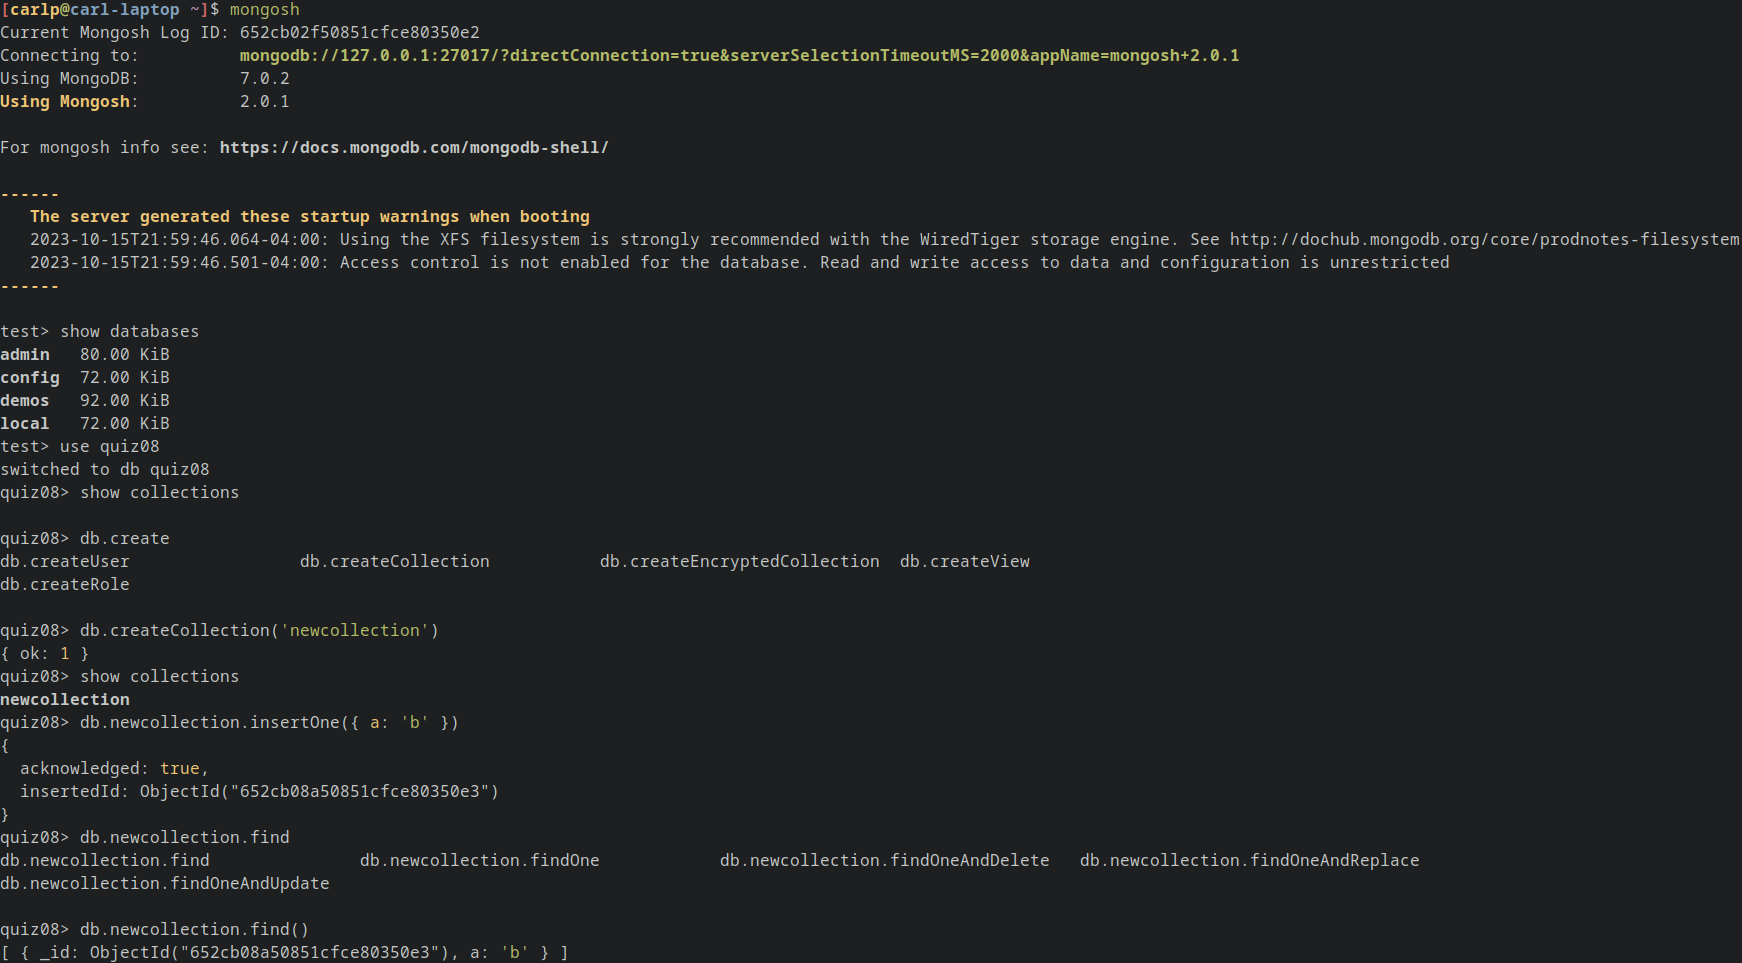 [carlp@carl-laptop ~]$ mongosh
Current Mongosh Log ID: 652cb02f50851cfce80350e2
Connecting to:          mongodb://127.0.0.1:27017/?directConnection=true&serverSelectionTimeoutMS=2000&appName=mongosh+2.0.1
Using MongoDB:          7.0.2
Using Mongosh:          2.0.1

For mongosh info see: https://docs.mongodb.com/mongodb-shell/

------
   The server generated these startup warnings when booting
   2023-10-15T21:59:46.064-04:00: Using the XFS filesystem is strongly recommended with the WiredTiger storage engine. See http://dochub.mongodb.org/core/prodnotes-filesystem
   2023-10-15T21:59:46.501-04:00: Access control is not enabled for the database. Read and write access to data and configuration is unrestricted
------

test> show databases
admin   80.00 KiB
config  72.00 KiB
demos   92.00 KiB
local   72.00 KiB
test> use quiz08
switched to db quiz08
quiz08> show collections

quiz08> db.create
db.createUser                 db.createCollection           db.createEncryptedCollection  db.createView
db.createRole

quiz08> db.createCollection('newcollection')
{ ok: 1 }
quiz08> show collections
newcollection
quiz08> db.newcollection.insertOne({ a: 'b' })
{
  acknowledged: true,
  insertedId: ObjectId("652cb08a50851cfce80350e3")
}
quiz08> db.newcollection.find
db.newcollection.find               db.newcollection.findOne            db.newcollection.findOneAndDelete   db.newcollection.findOneAndReplace
db.newcollection.findOneAndUpdate

quiz08> db.newcollection.find()
[ { _id: ObjectId("652cb08a50851cfce80350e3"), a: 'b' } ]